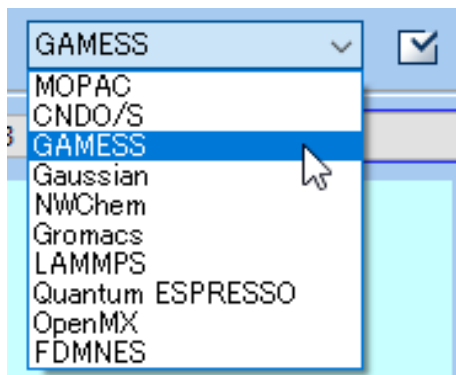 GAMESS
MOPAC
CNDO/S
GAMESS
Gaussian
NWChem
Gromacs
LAMMPS
Quantum ESPRESSO
OpenMX
FDMNES